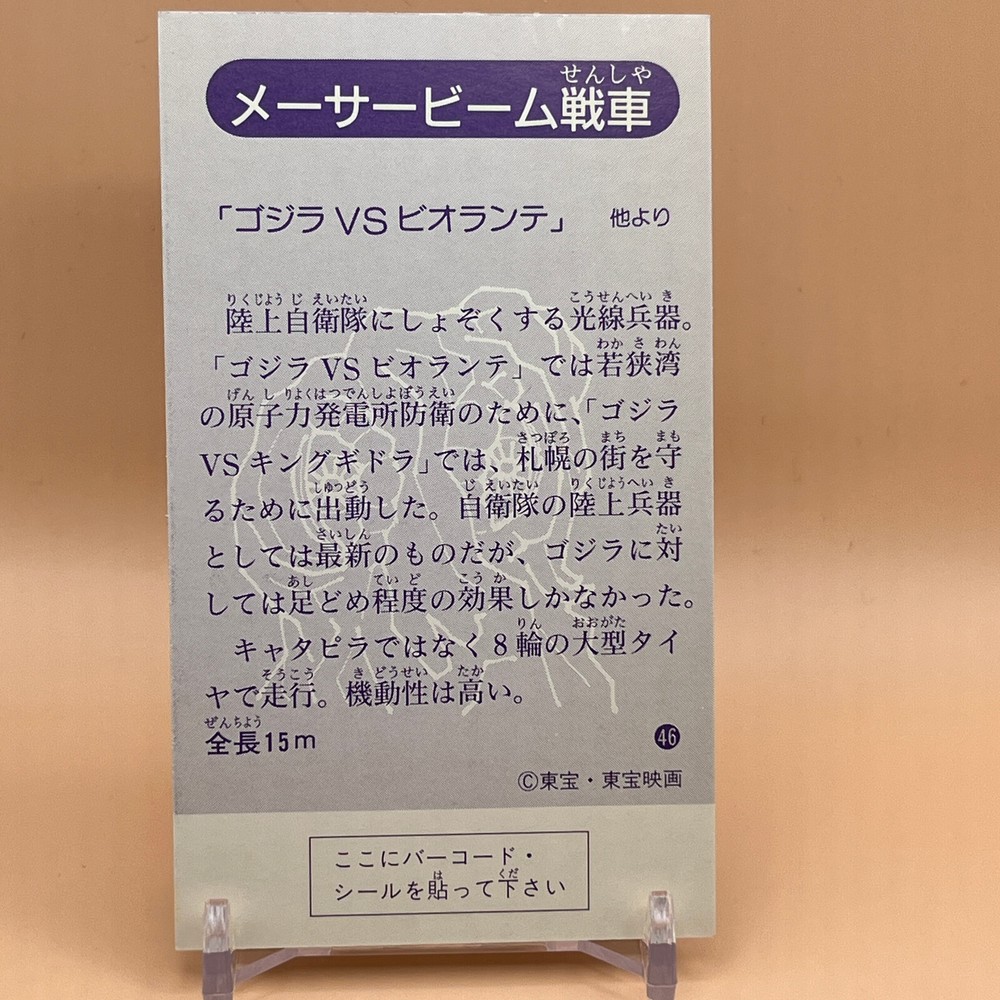 メーサービーム戦車
せんしゃ
「ゴジラVSビオランテ」 他より
りくじょう じ えいたい こうせんへい き
陸上自衛隊にしょぞくする光線兵器。
わか さ わん
「ゴジラVSビオランテ」では若狭湾
げん し りよくはつでんしよぼうえい
の原子力発電所防衛のために、「ゴジラ
さっぽろ まち まも
VSキングギドラ」では、札幌の街を守
しゅつどう じ えいたい りくじょうへい き
るために出動した。自衛隊の陸上兵器
さいしん たい
としては最新のものだが、ゴジラに対
あし てい ど こう か
しては足どめ程度の効果しかなかった。
りん おおがた
キャタピラではなく8輪の大型タイ
そうこう き どうせい たか
ヤで走行。機動性は高い。
ぜんちょう
全長15m
46
©東宝・東宝映画
ここにバーコード・
は くだ
シールを貼って下さい